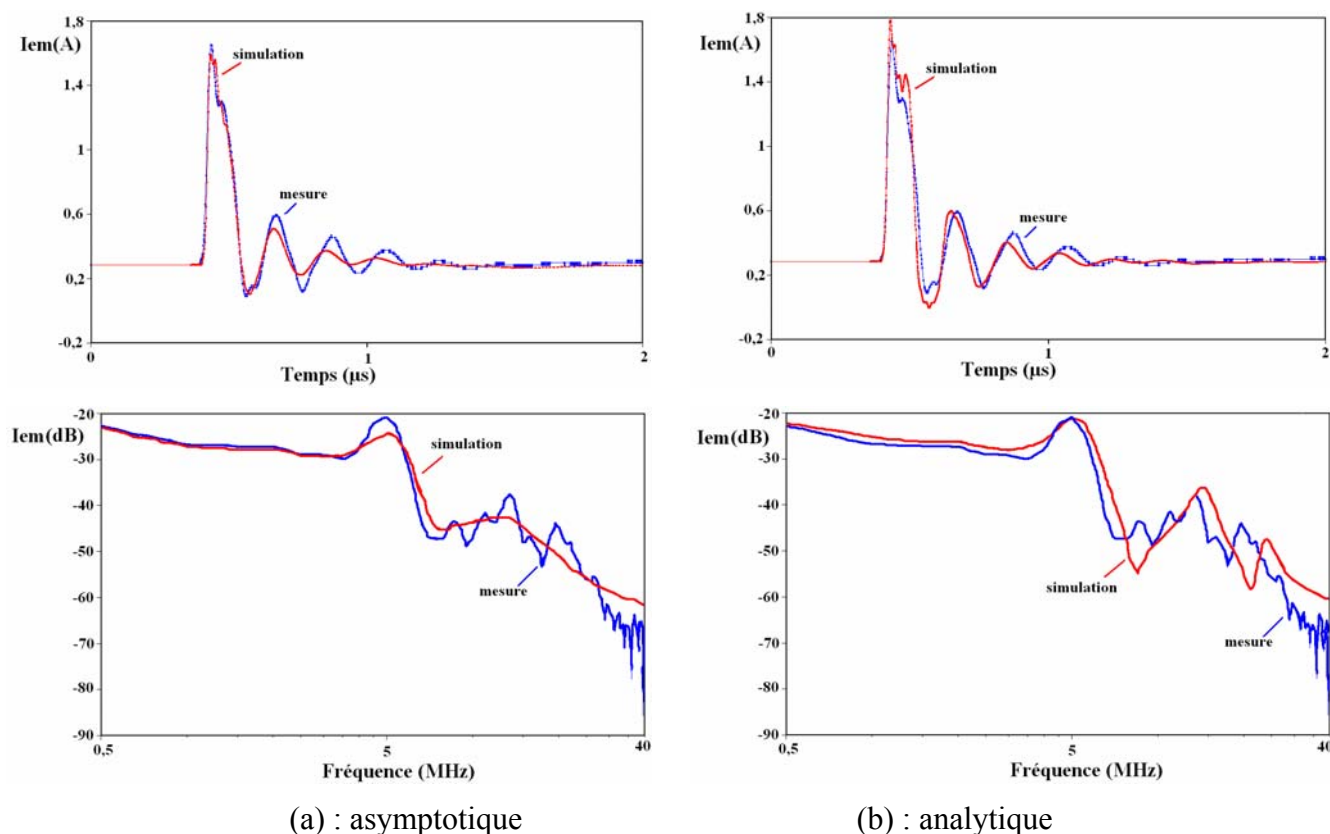 1,8
Iem(A)
simulation
1,4
1
mesure
0,6
0,2
-0,2
0
1
2
Temps (µs)
1,8
Iem(A)
simulation
1,4
1
mesure
0,6
0,2
-0,2
0
1
2
Temps (µs)
-20
Iem(dB)
simulation
-30
-40
-50
mesure
-60
-70
-80
-90
0,5
5
40
Fréquence (MHz)
-20
Iem(dB)
-30
-40
-50
simulation
-60
mesure
-70
-80
-90
0,5
5
40
Fréquence (MHz)
(a) : asymptotique
(b) : analytique